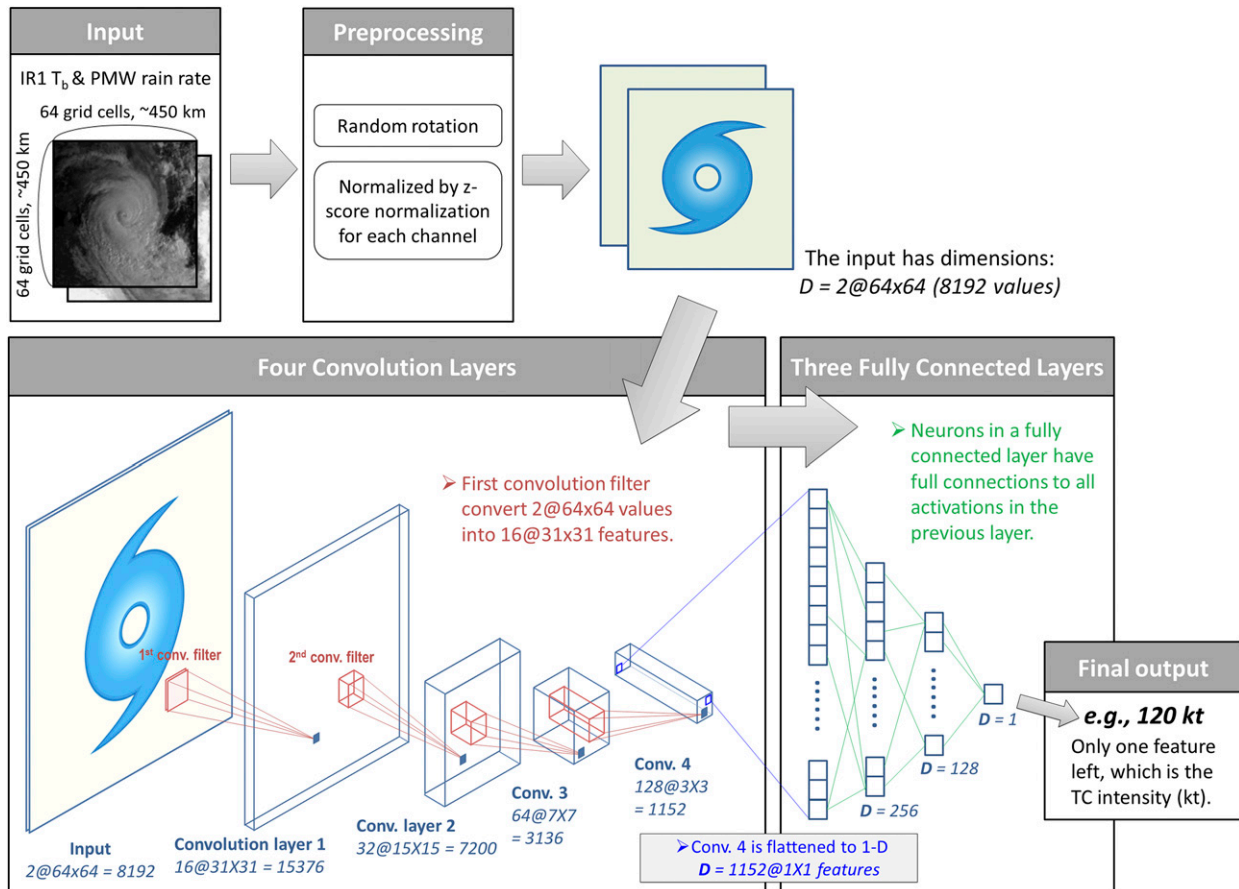 Input
IR1 Tb & PMW rain rate
64 grid cells, ~450 km
64 grid cells, ~450 km
Preprocessing
Random rotation
Normalized by z-
score normalization
for each channel
The input has dimensions:
D = 2@64x64 (8192 values)
Four Convolution Layers
➢ First convolution filter
convert 2@64x64 values
into 16@31x31 features.
1st conv. filter
2nd conv. filter
Input
2@64x64 = 8192
Convolution layer 1
16@31X31 = 15376
Conv. layer 2
32@15X15 = 7200
Conv. 3
64@7X7
= 3136
Conv. 4
128@3X3
= 1152
➢Conv. 4 is flattened to 1-D
D = 1152@1X1 features
Three Fully Connected Layers
➢ Neurons in a fully
connected layer have
full connections to all
activations in the
previous layer.
D = 256
D = 128
D = 1
Final output
e.g., 120 kt
Only one feature
left, which is the
TC intensity (kt).